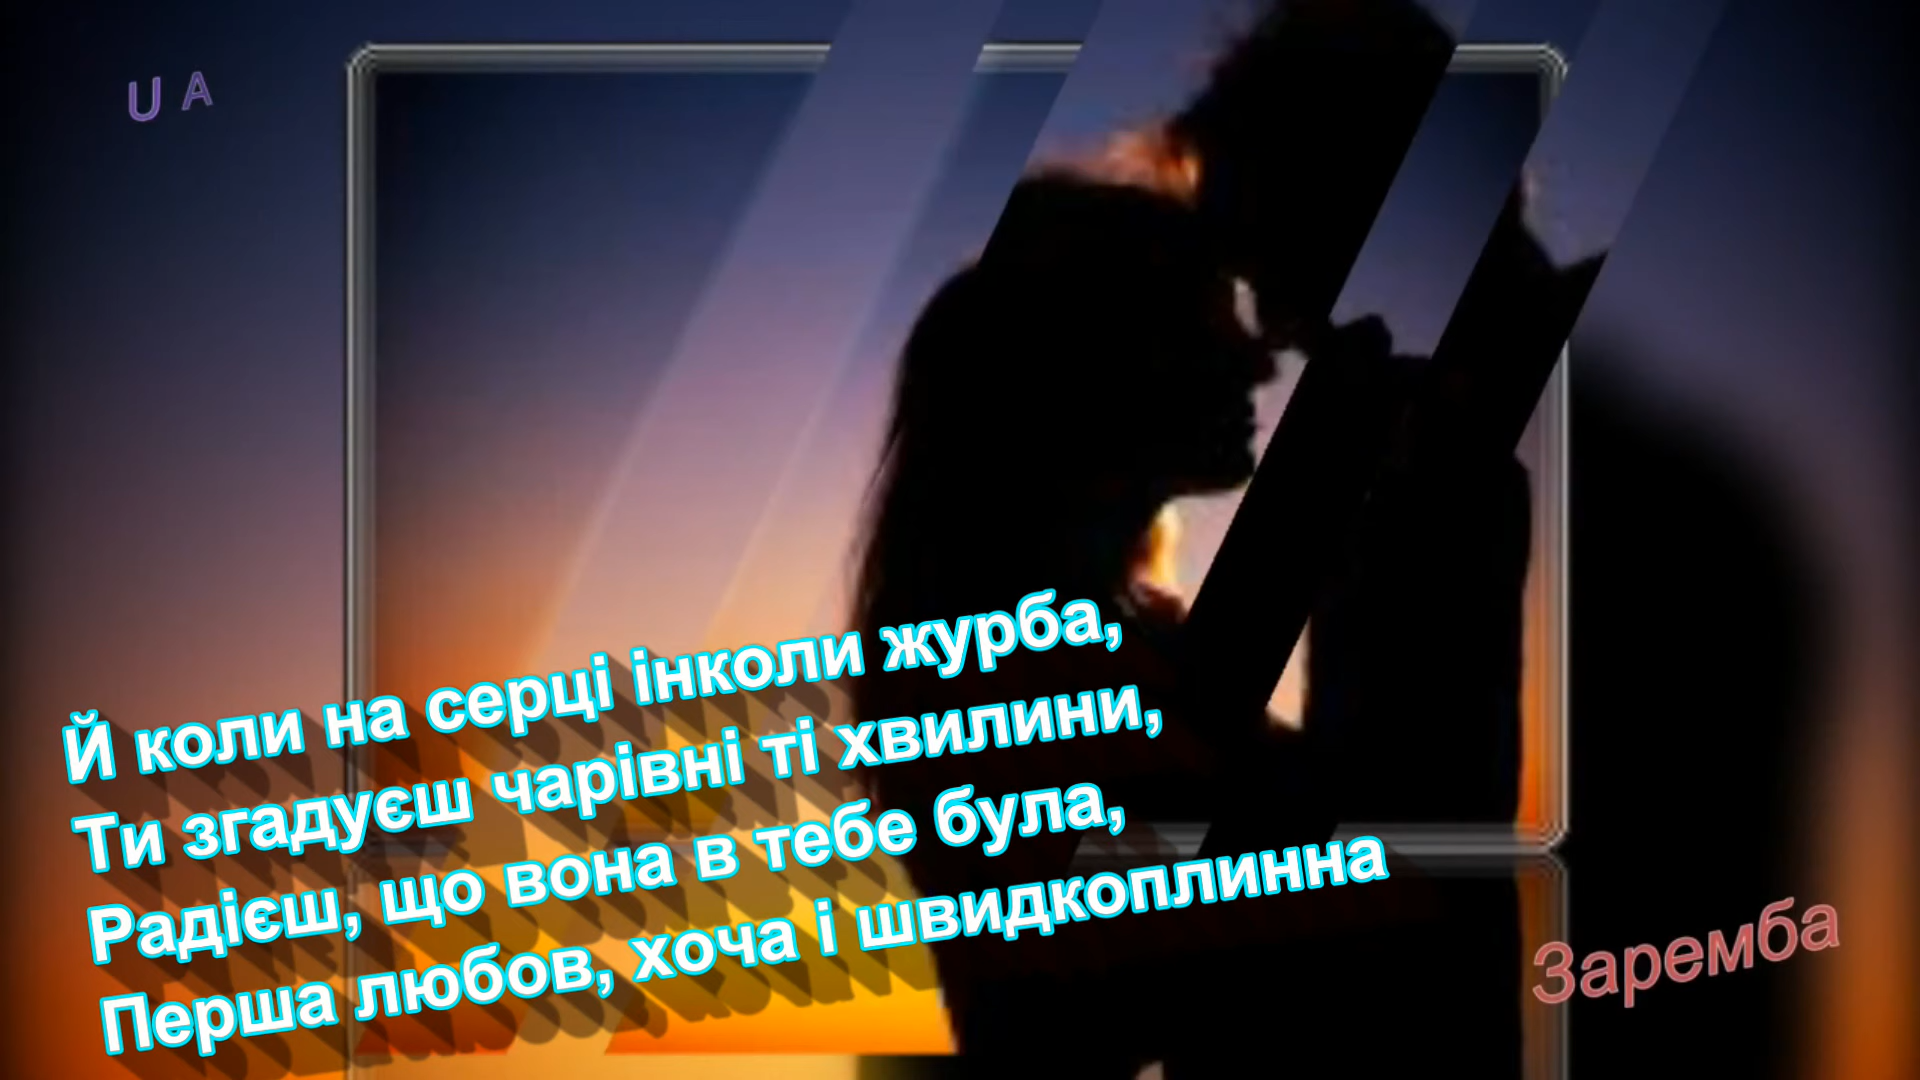 U A
Й коли на серці інколи журба,
Ти згадуєш чарівні ті хвилини,
Радієш, що вона в тебе була,
Перша любов, хоча і швидкоплинна
Заремба